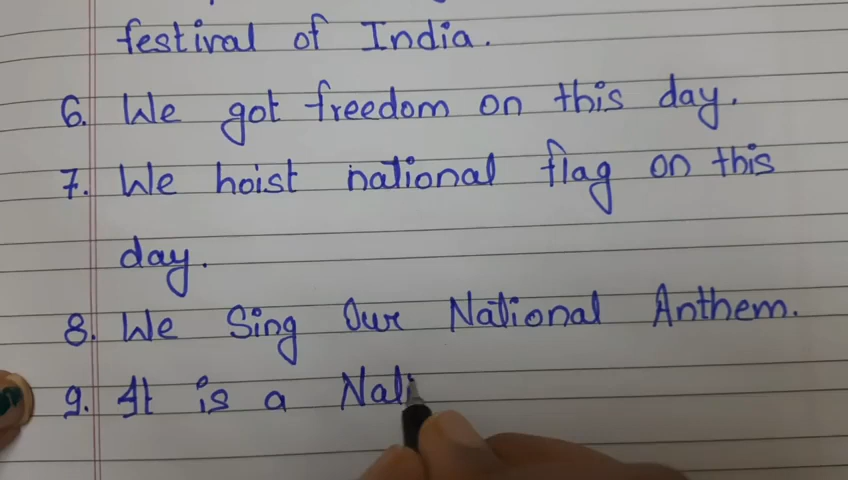 festival of India.
6. We got freedom on this day.
7. We hoist national flag on this
day.
8. We Sing Our National Anthem.
9. It is a Nati